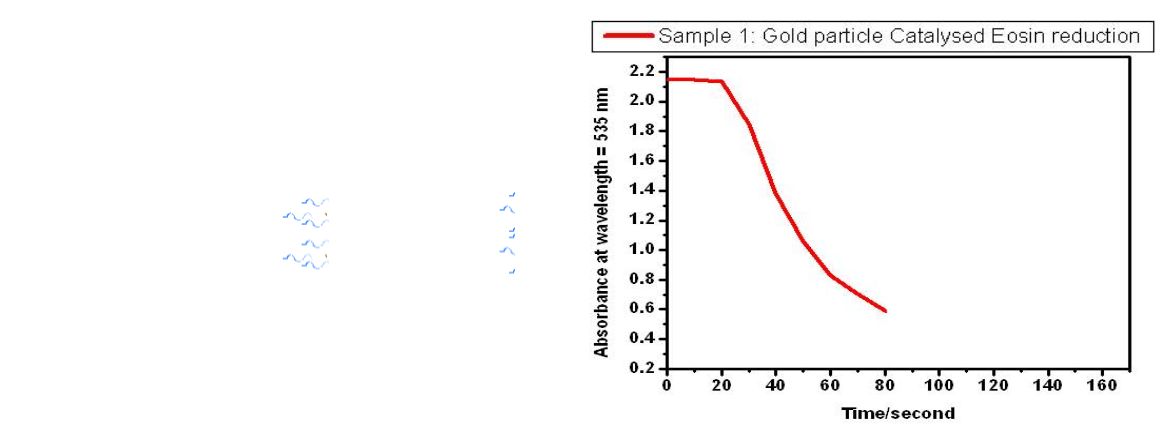 Sample 1: Gold particle Catalysed Eosin reduction
Absorbance at wavelength = 535 nm
2.2
2.0
1.8
1.6
1.4
1.2
1.0
0.8
0.6
0.4
0.2
0 20 40 60 80 100 120 140 160
Time/second